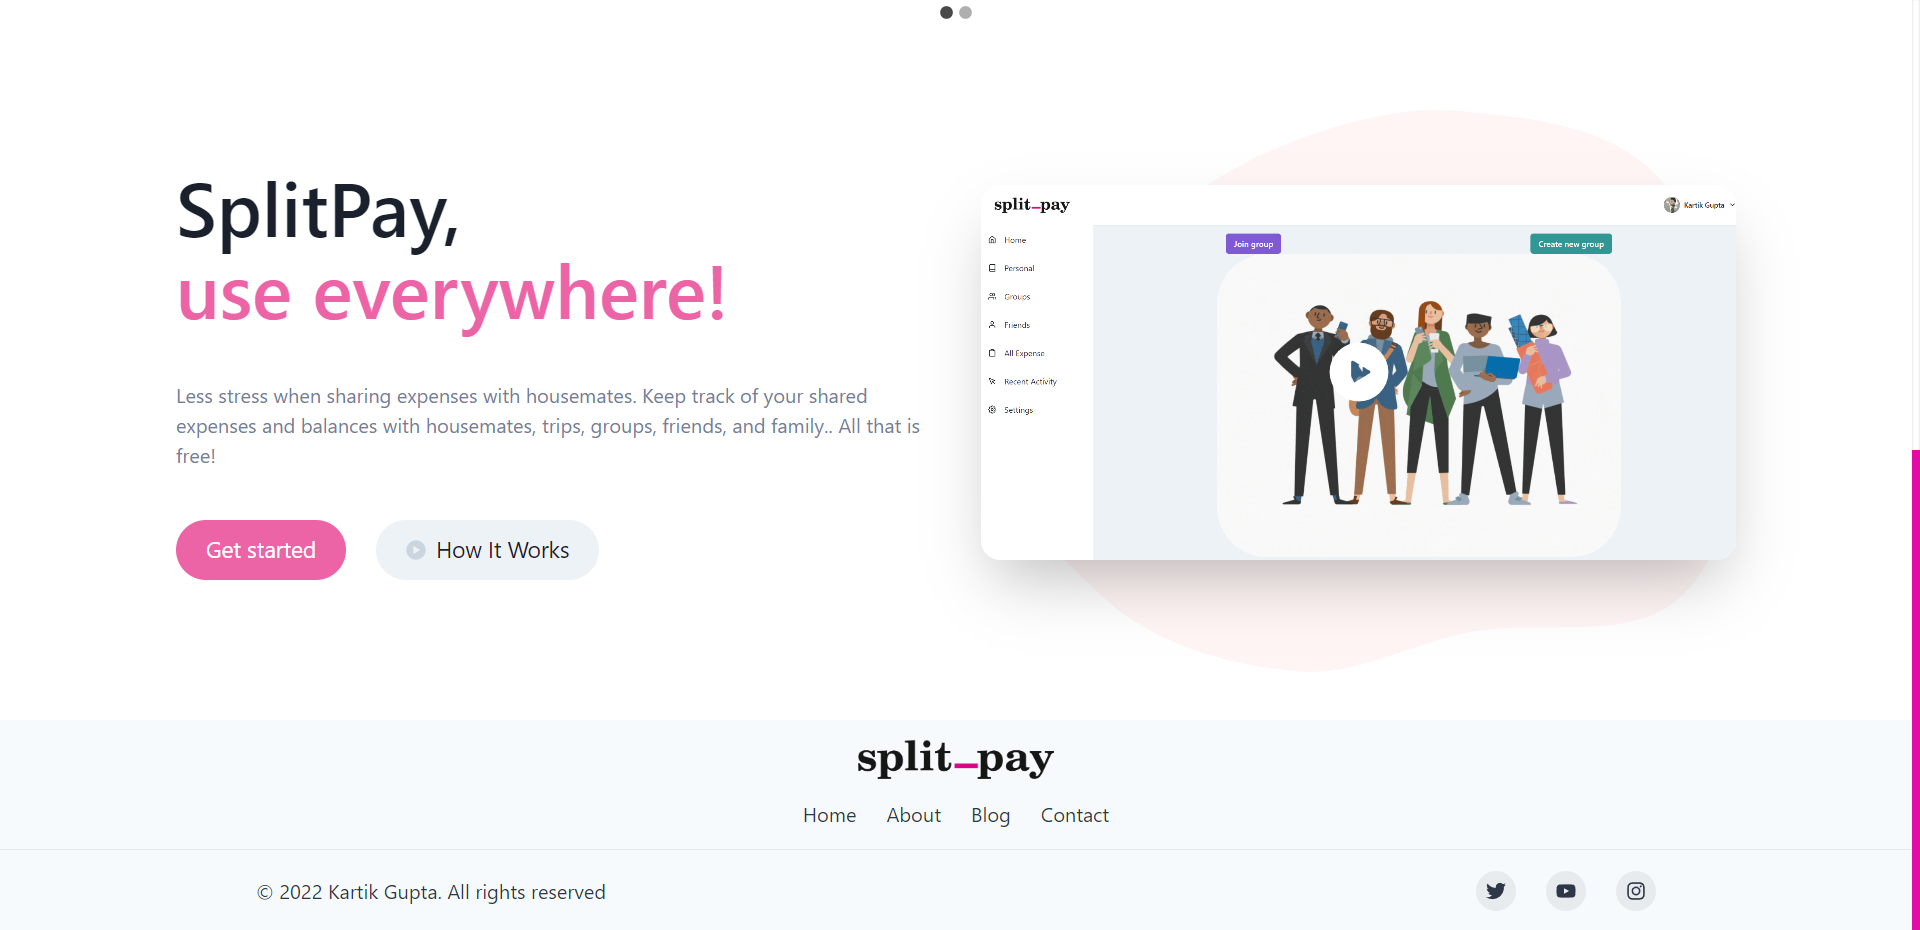 SplitPay,
use everywhere!
Less stress when sharing expenses with housemates. Keep track of your shared
expenses and balances with housemates, trips, groups, friends, and family.. All that is
free!
Get started
How It Works
split_pay
Kartik Gupta
Home
Personal
Groups
Friends
All Expense
Recent Activity
Settings
Join group
Create new group
split_pay
Home About Blog Contact
© 2022 Kartik Gupta. All rights reserved